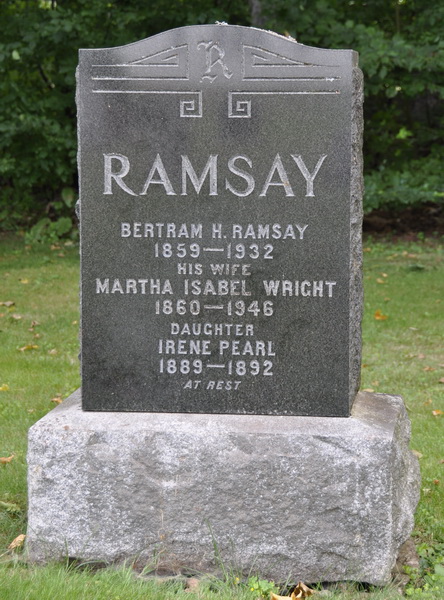 R
RAMSAY
BERTRAM H. RAMSAY
1859—1932
HIS WIFE
MARTHA ISABEL WRIGHT
1860—1946
DAUGHTER
IRENE PEARL
1889—1892
AT REST